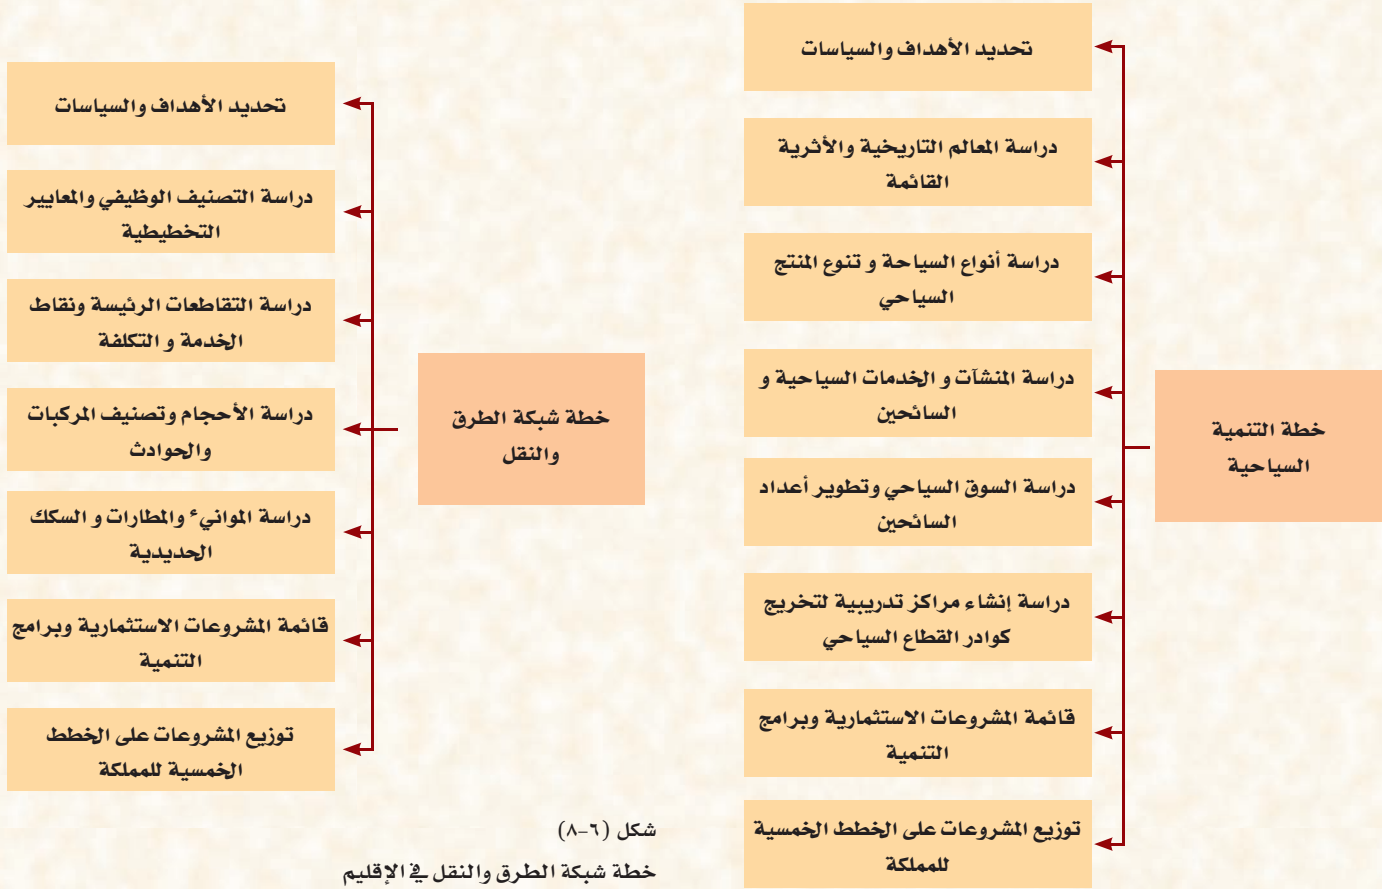 خطة التنمية
السياحية
تحديد الأهداف والسياسات
دراسة المعالم التاريخية والأثرية
القائمة
دراسة أنواع السياحة و تنوع المنتج
السياحي
دراسة المنشآت و الخدمات السياحية و
السائحين
دراسة السوق السياحي وتطوير أعداد
السائحين
دراسة إنشاء مراكز تدريبية لتخريج
كوادر القطاع السياحي
قائمة المشروعات الاستثمارية وبرامج
التنمية
توزيع المشروعات على الخطط الخمسية
للمملكة
خطة شبكة الطرق
والنقل
تحديد الأهداف والسياسات
دراسة التصنيف الوظيفي والمعايير
التخطيطية
دراسة التقاطعات الرئيسة ونقاط
الخدمة و التكلفة
دراسة الأحجام وتصنيف المركبات
والحوادث
دراسة الموانيء والمطارات و السكك
الحديدية
قائمة المشروعات الاستثمارية وبرامج
التنمية
توزيع المشروعات على الخطط
الخمسية للمملكة
شكل (٦-٨)
خطة شبكة الطرق والنقل في الإقليم